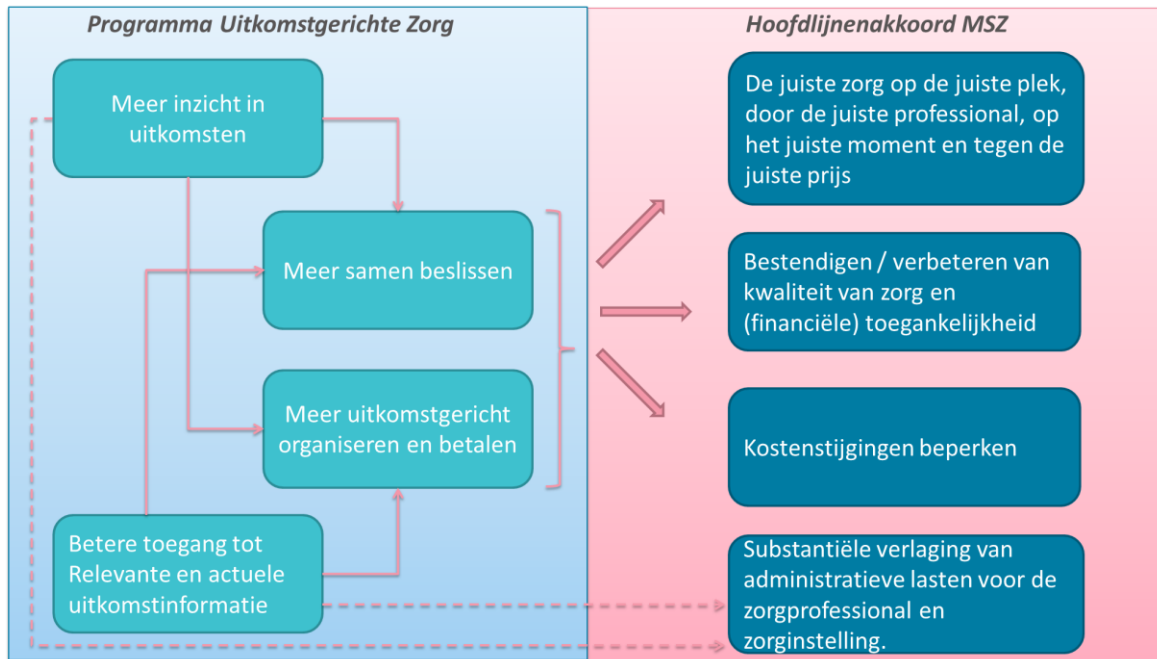 Programma Uitkomstgerichte Zorg
Meer inzicht in
uitkomsten
Meer samen beslissen
Meer uitkomstgericht
organiseren en betalen
Betere toegang tot
Relevante en actuele
uitkomstinformatie
Hoofdlijnenakkoord MSZ
De juiste zorg op de juiste plek,
door de juiste professional, op
het juiste moment en tegen de
juiste prijs
Bestendigen / verbeteren van
kwaliteit van zorg en
(financiële) toegankelijkheid
Kostenstijgingen beperken
Substantiële verlaging van
administratieve lasten voor de
zorgprofessional en
zorginstelling.